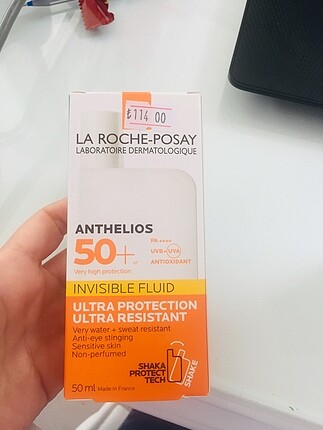 ₺114 00
LA ROCHE-POSAY
LABORATOIRE DERMATOLOGIQUE
ANTHELIOS
50+
Very high protection
PA++++
UVB+UVA
ANTIOXIDANT
INVISIBLE FLUID
ULTRA PROTECTION
ULTRA RESISTANT
Very water + sweat resistant
Anti-eye stinging
Sensitive skin
Non-perfumed
SHAKA
PROTECT
TECH
SHAKE
50 ml Made in France